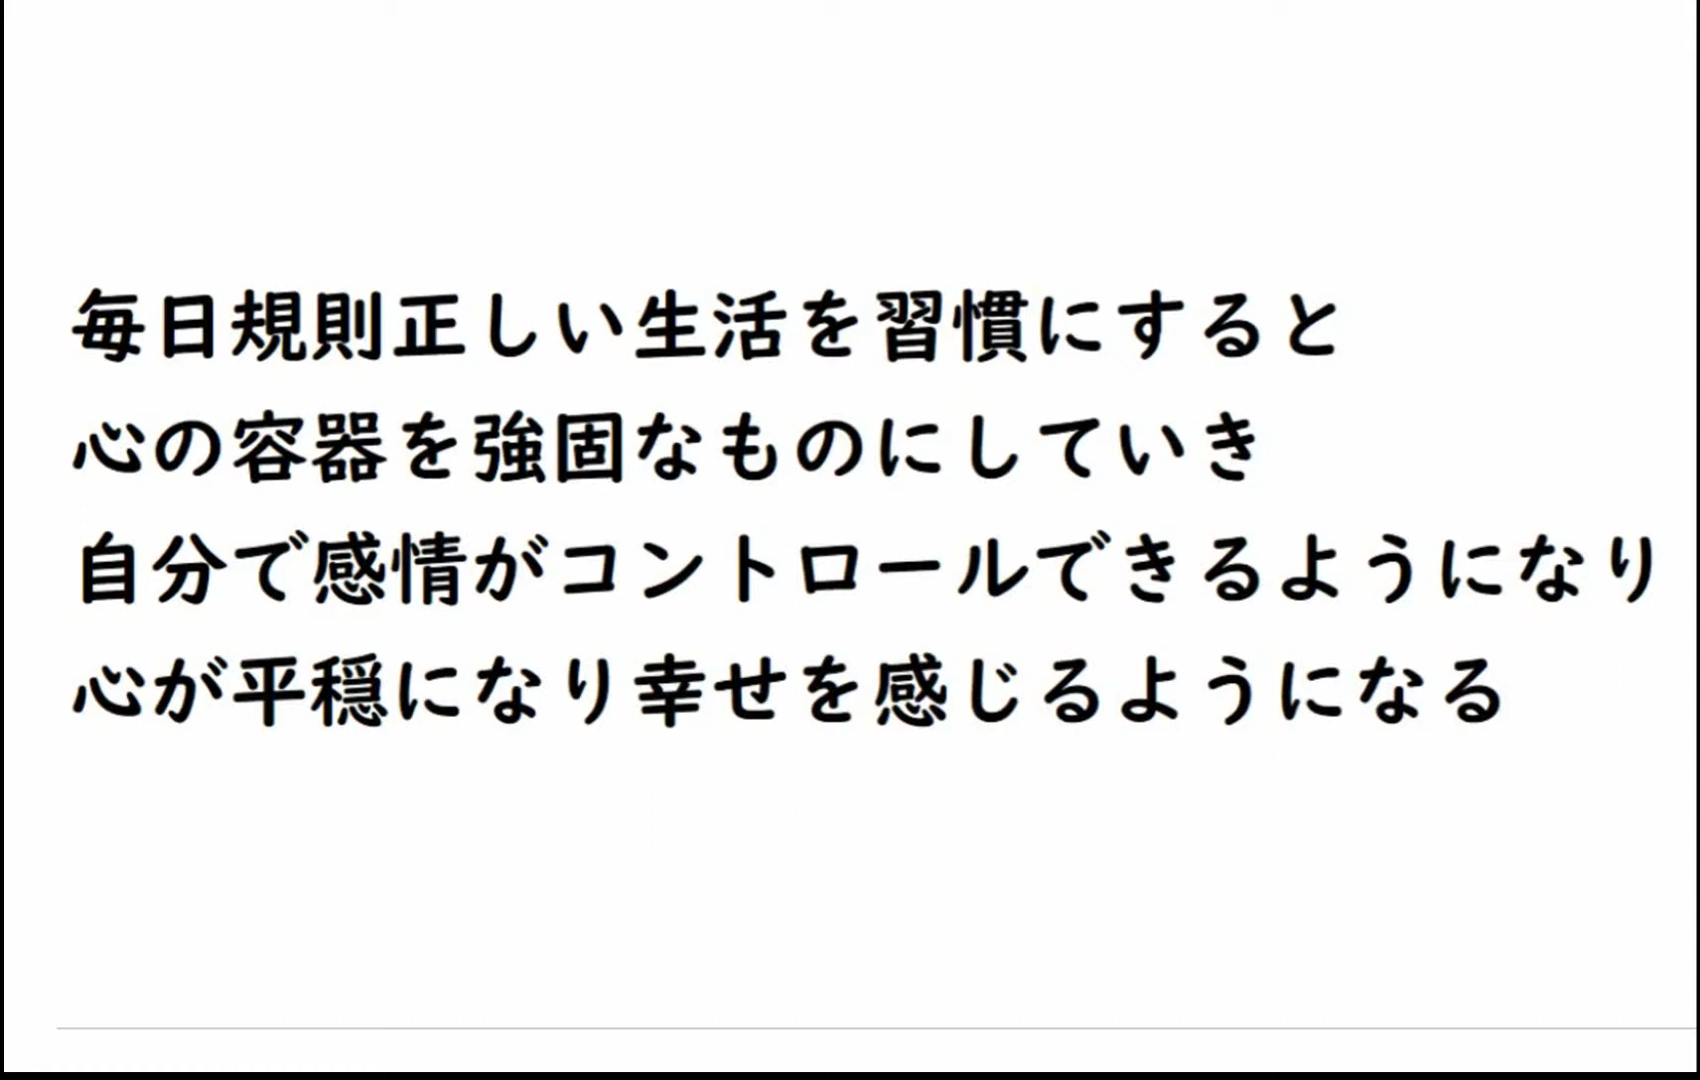 毎日規則正しい生活を習慣にすると
心の容器を強固なものにしていき
自分で感情がコントロールできるようになり
心が平穏になり幸せを感じるようになる